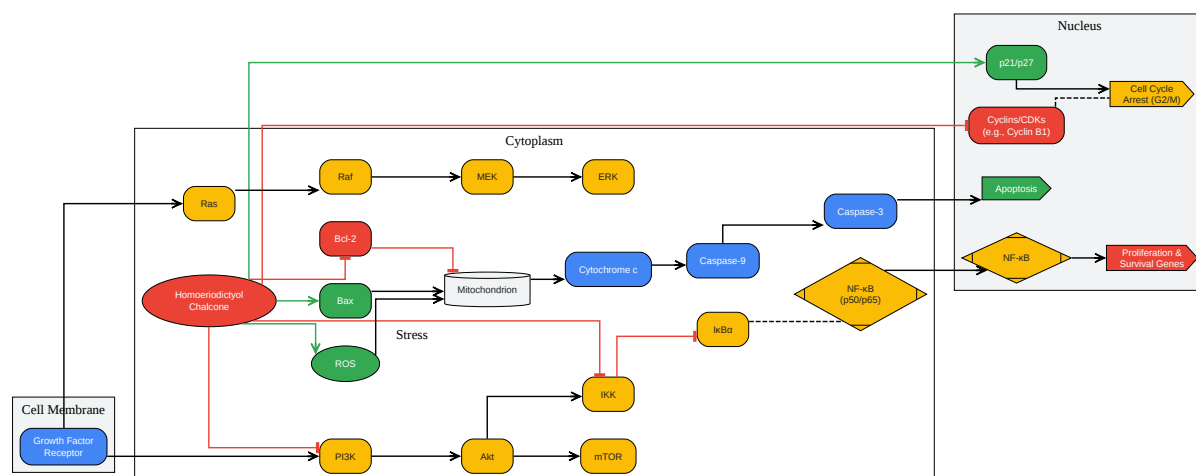 Nucleus
p21/p27
Cell Cycle
Arrest (G2/M)
Cyclins/CDKs
(e.g., Cyclin B1)
Cytoplasm
Raf
MEK
ERK
Ras
Apoptosis
Caspase-3
Bcl-2
NF-κB
Proliferation &
Survival Genes
Cytochrome c
Caspase-9
Mitochondrion
Homoeriodictyol
Chalcone
Bax
NF-κB
(p50/p65)
IκBα
Stress
ROS
IKK
Cell Membrane
Growth Factor
Receptor
PI3K
Akt
mTOR